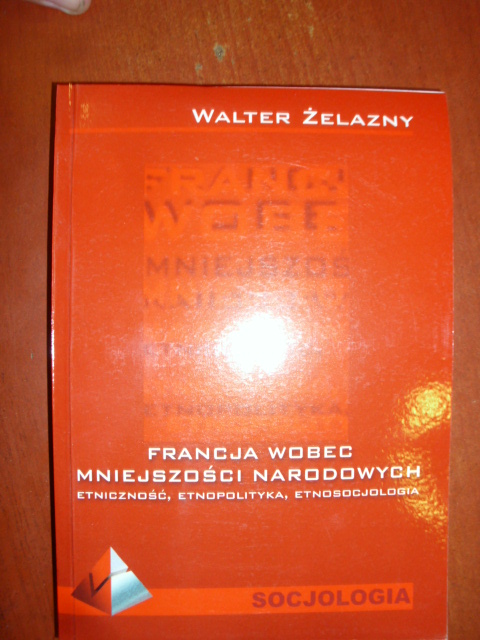 WALTER ŻELAZNY
FRANCJA WOBEC
MNIEJSZOŚCI NARODOWYCH
ETNICZNOŚĆ, ETNOPOLITYKA, ETNOSOCJOLOGIA
SOCJOLOGIA